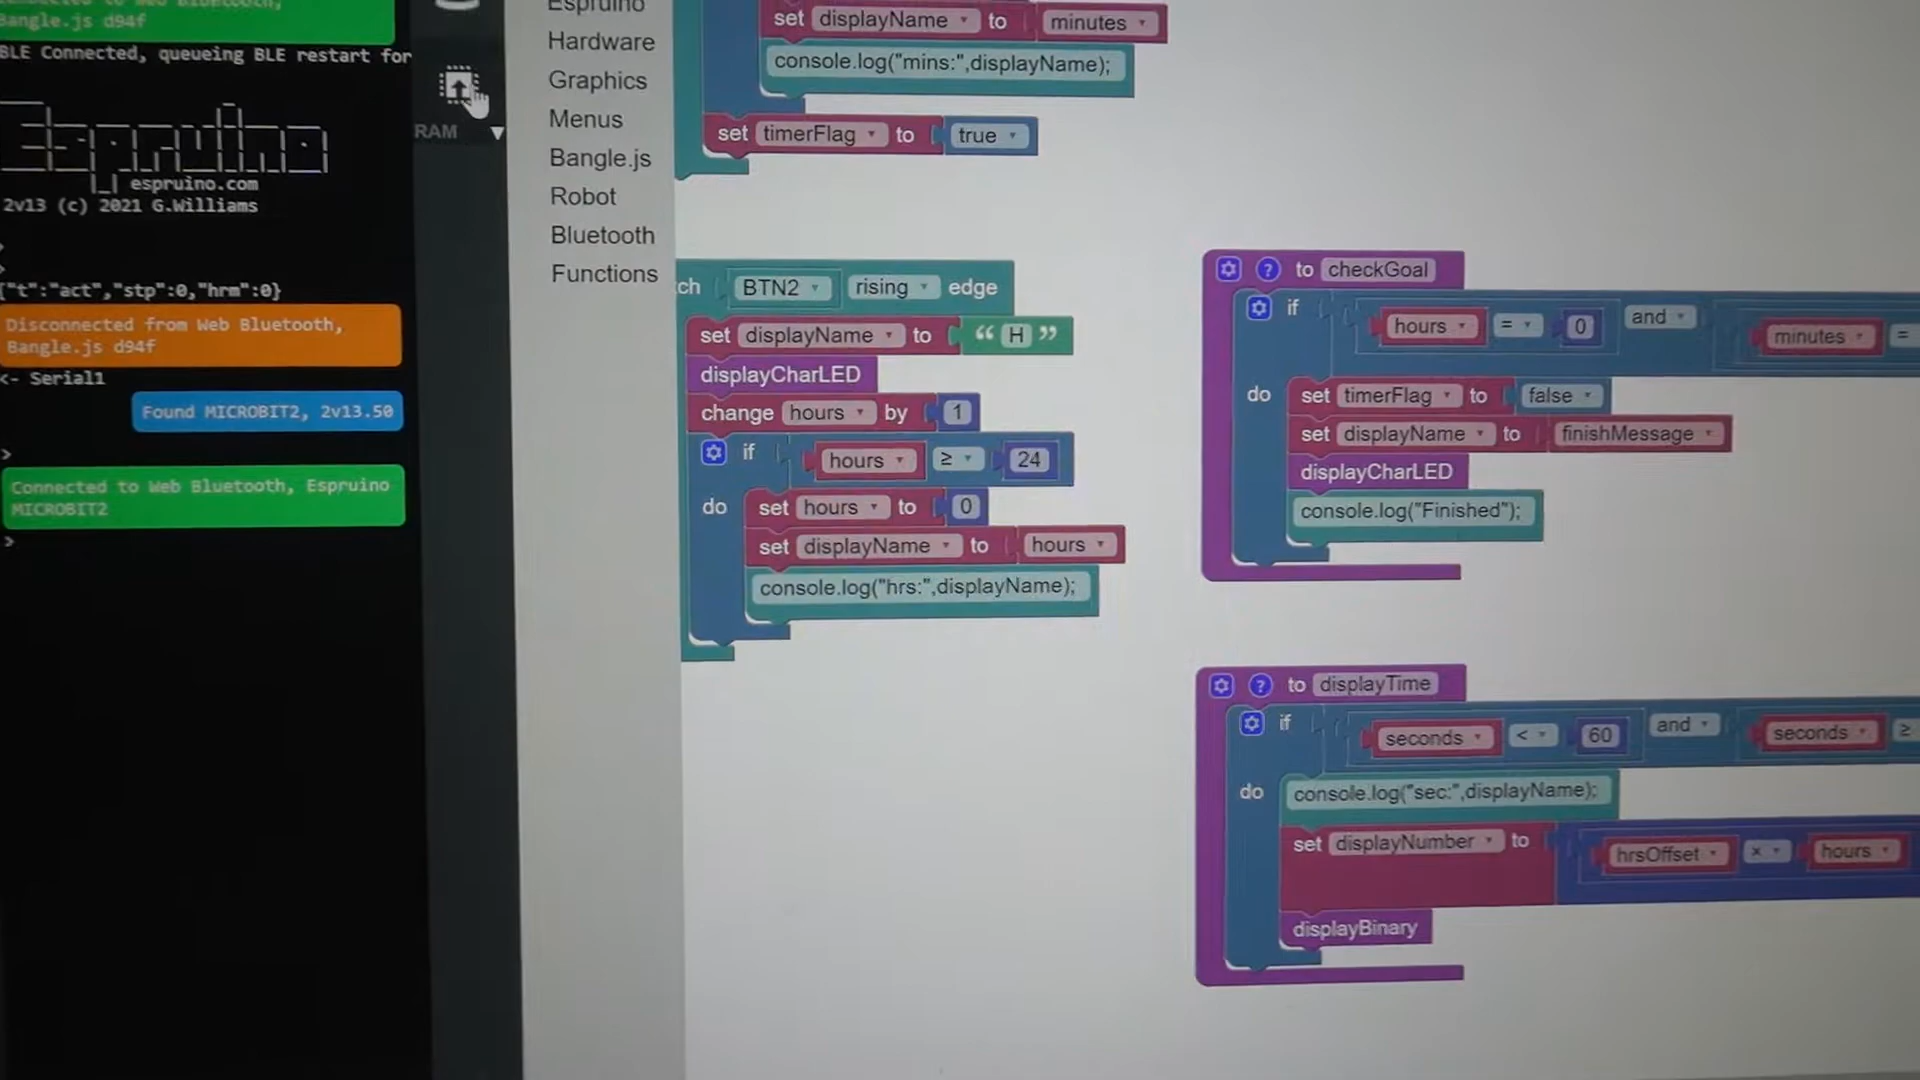 Bangle.js d94f
BLE Connected, queueing BLE restart for
espruino.com
2v13 (c) 2021 G.Williams
>
>
{"t":"act","stp":0,"hrm":0}
Disconnected from Web Bluetooth,
Bangle.js d94f
<- Serial1
Found MICROBIT2, 2v13.50
>
Connected to Web Bluetooth, Espruino
MICROBIT2
>
RAM
Espruino
Hardware
Graphics
Menus
Bangle.js
Robot
Bluetooth
Functions
set displayName to minutes
console.log("mins:",displayName);
set timerFlag to true
ch BTN2 rising edge
set displayName to “ H ”
displayCharLED
change hours by 1
if hours ≥ 24
do set hours to 0
set displayName to hours
console.log("hrs:",displayName);
? to checkGoal
if hours = 0 and minutes =
do set timerFlag to false
set displayName to finishMessage
displayCharLED
console.log("Finished");
? to displayTime
if seconds < 60 and seconds ≥
do console.log("sec:",displayName);
set displayNumber to hrsOffset × hours
displayBinary